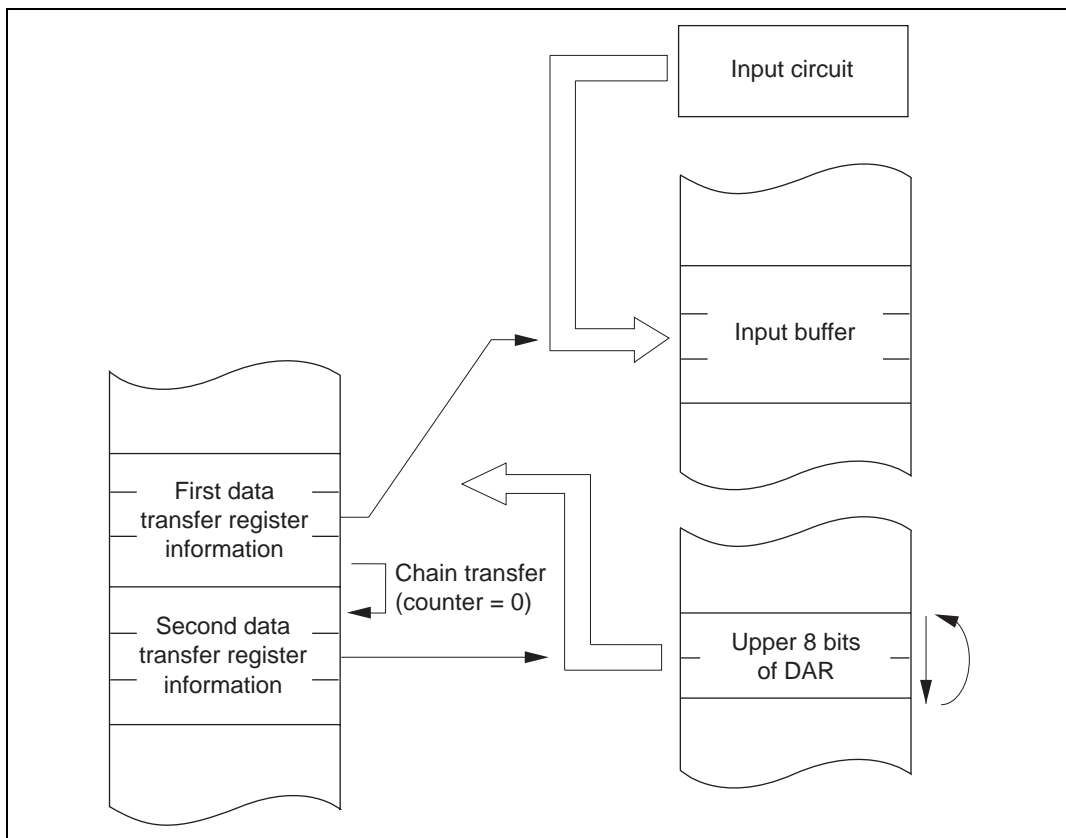 Input circuit
Input buffer
First data
transfer register
information
Chain transfer
(counter = 0)
Second data
transfer register
information
Upper 8 bits
of DAR